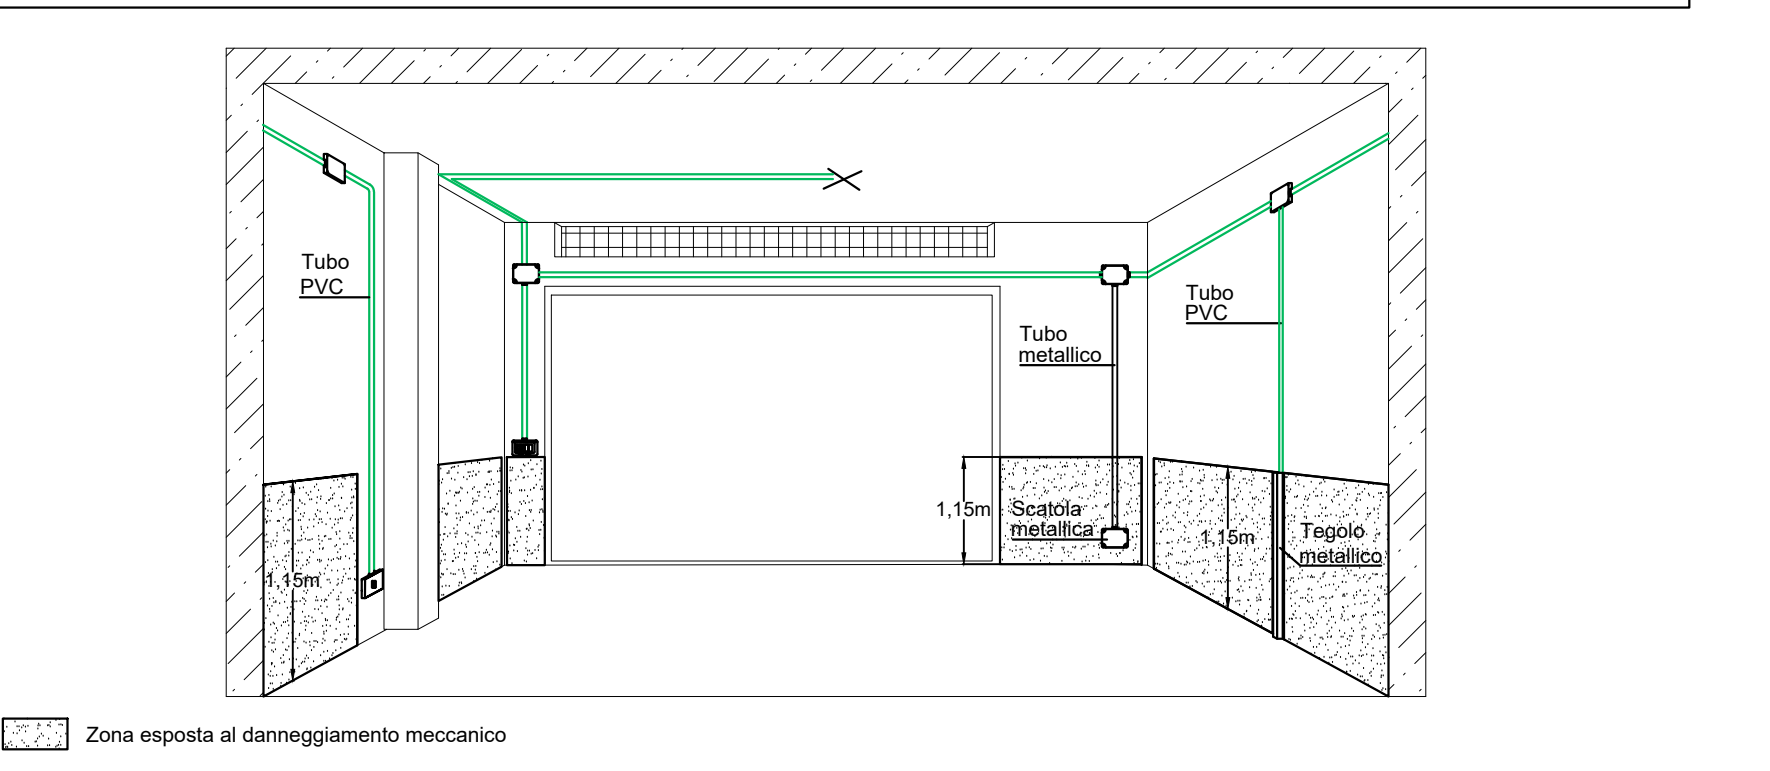 Tubo
PVC
Tubo
PVC
Tubo
metallico
1,15m
Scatola
metallica
1,15m
Tegolo
metallico
1,15m
Zona esposta al danneggiamento meccanico